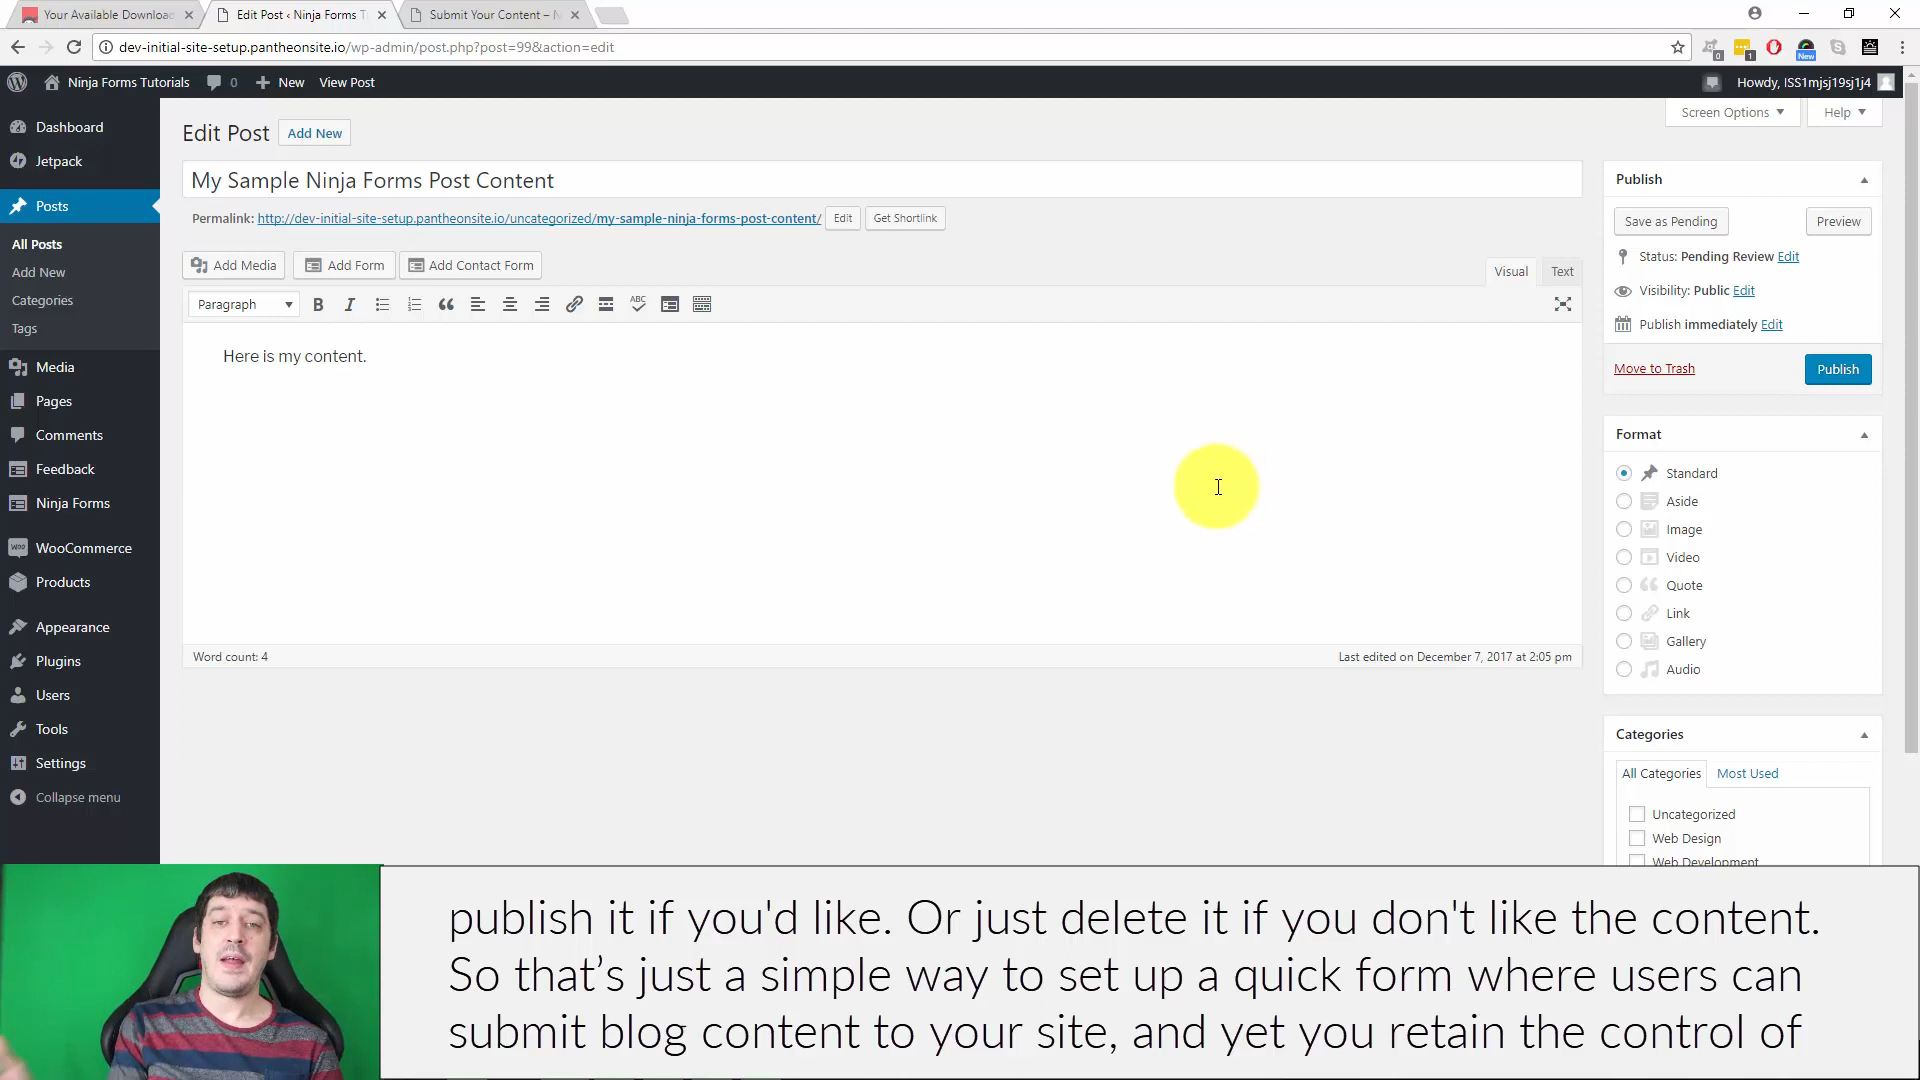 Your Available Download
Edit Post ‹ Ninja Forms T
Submit Your Content – N
dev-initial-site-setup.pantheonsite.io/wp-admin/post.php?post=99&action=edit
0
1
New
Ninja Forms Tutorials
0
New
View Post
Howdy, ISS1mjsj19sj1j4
Screen Options
Help
Dashboard
Jetpack
Posts
All Posts
Add New
Categories
Tags
Media
Pages
Comments
Feedback
Ninja Forms
WooCommerce
Products
Appearance
Plugins
Users
Tools
Settings
Collapse menu
Edit Post
Add New
My Sample Ninja Forms Post Content
Permalink: http://dev-initial-site-setup.pantheonsite.io/uncategorized/my-sample-ninja-forms-post-content/
Edit
Get Shortlink
Add Media
Add Form
Add Contact Form
Visual
Text
Paragraph
B
I
ABC
Here is my content.
Word count: 4
Last edited on December 7, 2017 at 2:05 pm
Publish
Save as Pending
Preview
Status: Pending Review Edit
Visibility: Public Edit
Publish immediately Edit
Move to Trash
Publish
Format
Standard
Aside
Image
Video
Quote
Link
Gallery
Audio
Categories
All Categories
Most Used
Uncategorized
Web Design
Web Development
publish it if you'd like. Or just delete it if you don't like the content.
So that’s just a simple way to set up a quick form where users can
submit blog content to your site, and yet you retain the control of